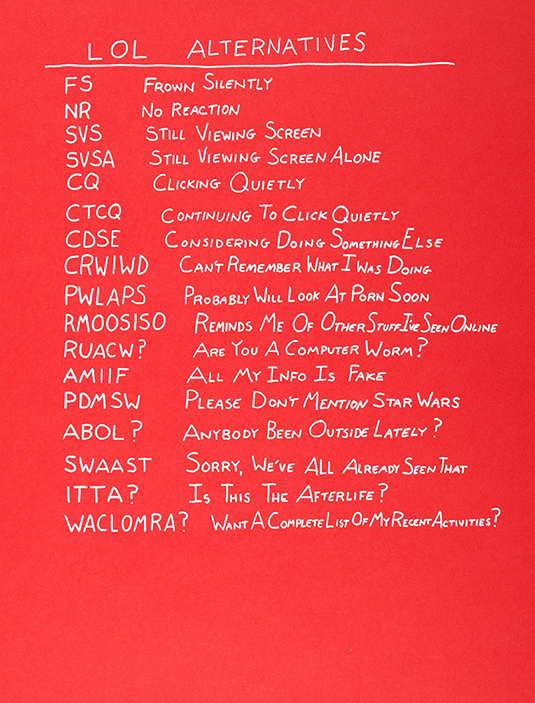 LOL ALTERNATIVES
FS FROWN SILENTLY
NR NO REACTION
SVS STILL VIEWING SCREEN
SVSA STILL VIEWING SCREEN ALONE
CQ CLICKING QUIETLY
CTCQ CONTINUING TO CLICK QUIETLY
CDSE CONSIDERING DOING SOMETHING ELSE
CRWIWD CAN'T REMEMBER WHAT I WAS DOING
PWLAPS PROBABLY WILL LOOK AT PORN SOON
RMOOSISO REMINDS ME OF OTHER STUFF I'VE SEEN ONLINE
RUACW? ARE YOU A COMPUTER WORM?
AMIIF ALL MY INFO IS FAKE
PDMSW PLEASE DON'T MENTION STAR WARS
ABOL? ANYBODY BEEN OUTSIDE LATELY?
SWAAST SORRY, WE'VE ALL ALREADY SEEN THAT
ITTA? IS THIS THE AFTERLIFE?
WACLOMRA? WANT A COMPLETE LIST OF MY RECENT ACTIVITIES?